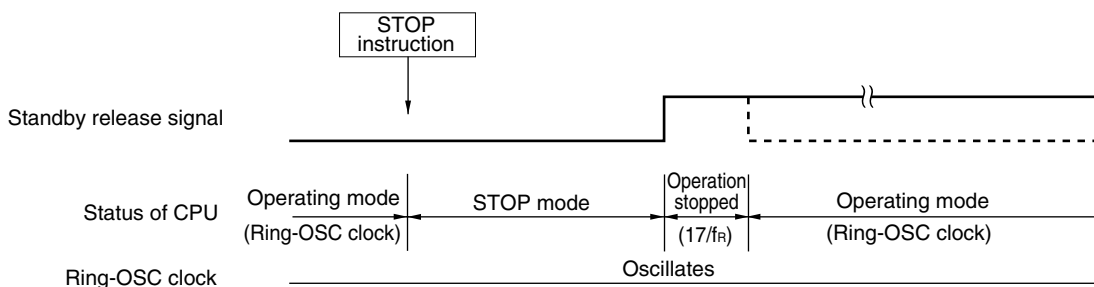 STOP
instruction
Standby release signal
Status of CPU
Operating mode
(Ring-OSC clock)
STOP mode
Operation
stopped
(17/fR)
Operating mode
(Ring-OSC clock)
Ring-OSC clock
Oscillates